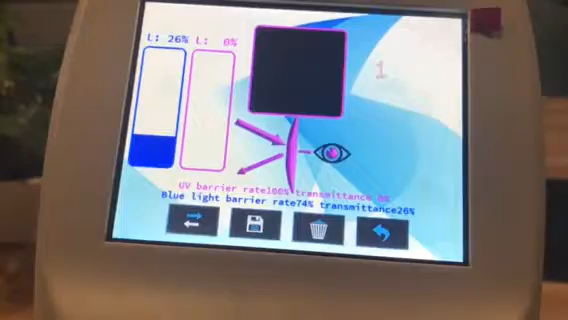 L: 26% L: 0%
1
UV barrier rate100% transmittance 0%
Blue light barrier rate74% transmittance26%